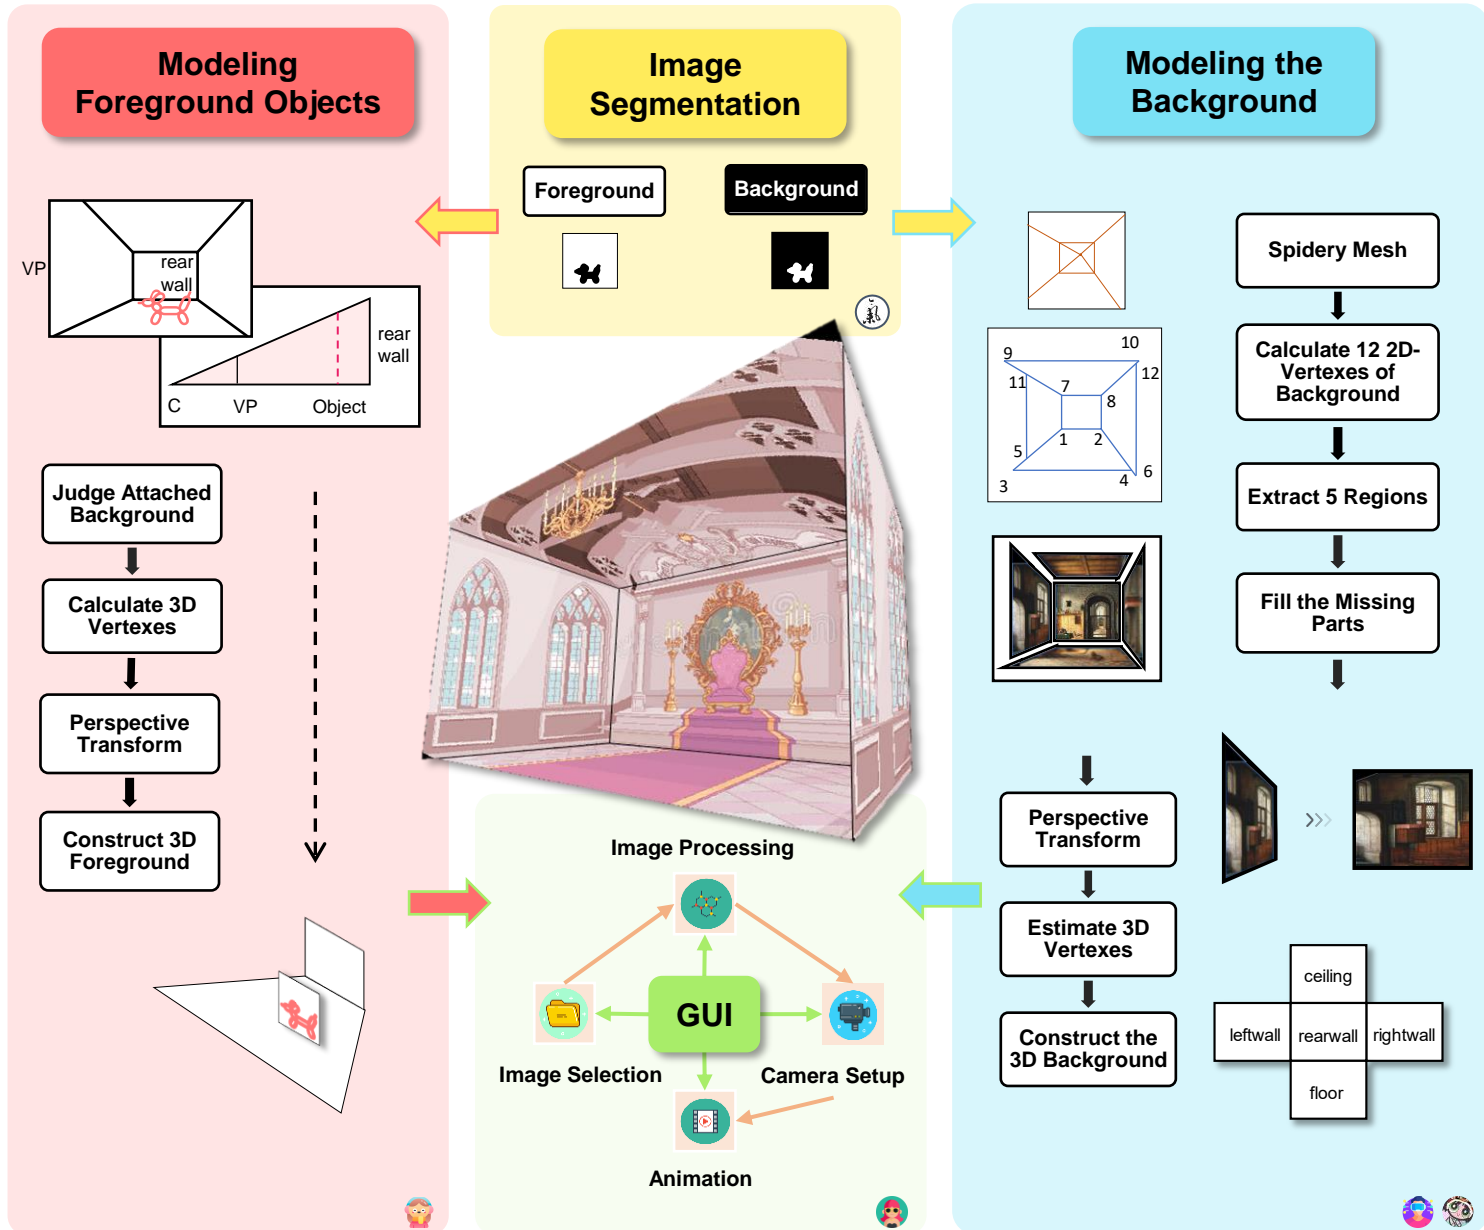 Modeling
Foreground Objects
VP
rear
wall
rear
wall
C
VP
Object
Judge Attached
Background
Calculate 3D
Vertexes
Perspective
Transform
Construct 3D
Foreground
Image
Segmentation
Foreground
Background
Image Processing
GUI
Image Selection
Camera Setup
Animation
Modeling the
Background
Spidery Mesh
Calculate 12 2D-
Vertexes of
Background
Extract 5 Regions
Fill the Missing
Parts
9
10
11
12
7
8
1
2
5
6
3
4
Perspective
Transform
Estimate 3D
Vertexes
Construct the
3D Background
ceiling
leftwall
rearwall
rightwall
floor